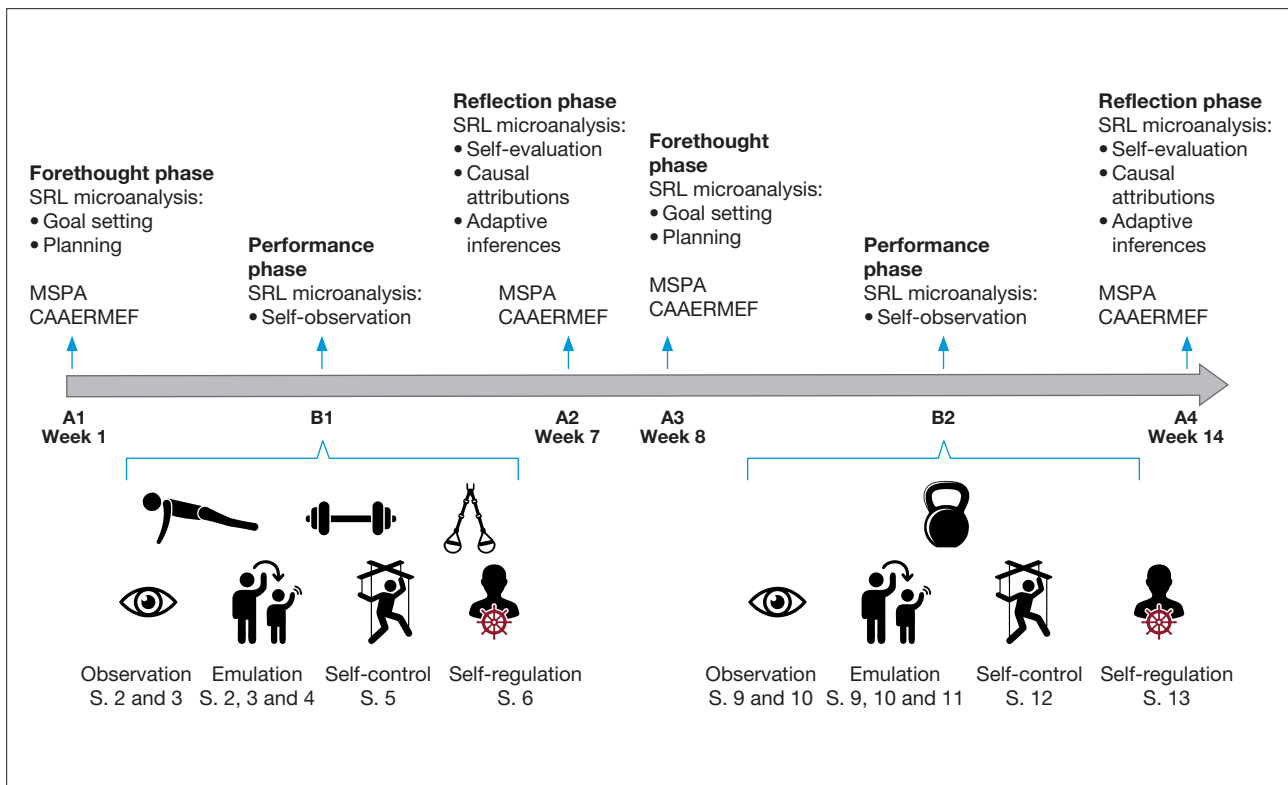 Forethought phase
SRL microanalysis:
• Goal setting
• Planning
MSPA
CAAERMEF
Performance
phase
SRL microanalysis:
• Self-observation
Reflection phase
SRL microanalysis:
• Self-evaluation
• Causal
attributions
• Adaptive
inferences
MSPA
CAAERMEF
Forethought
phase
SRL microanalysis:
• Goal setting
• Planning
MSPA
CAAERMEF
Performance
phase
SRL microanalysis:
• Self-observation
Reflection phase
SRL microanalysis:
• Self-evaluation
• Causal
attributions
• Adaptive
inferences
MSPA
CAAERMEF
A1
Week 1
B1
A2
Week 7
A3
Week 8
B2
A4
Week 14
Observation
S. 2 and 3
Emulation
S. 2, 3 and 4
Self-control
S. 5
Self-regulation
S. 6
Observation
S. 9 and 10
Emulation
S. 9, 10 and 11
Self-control
S. 12
Self-regulation
S. 13